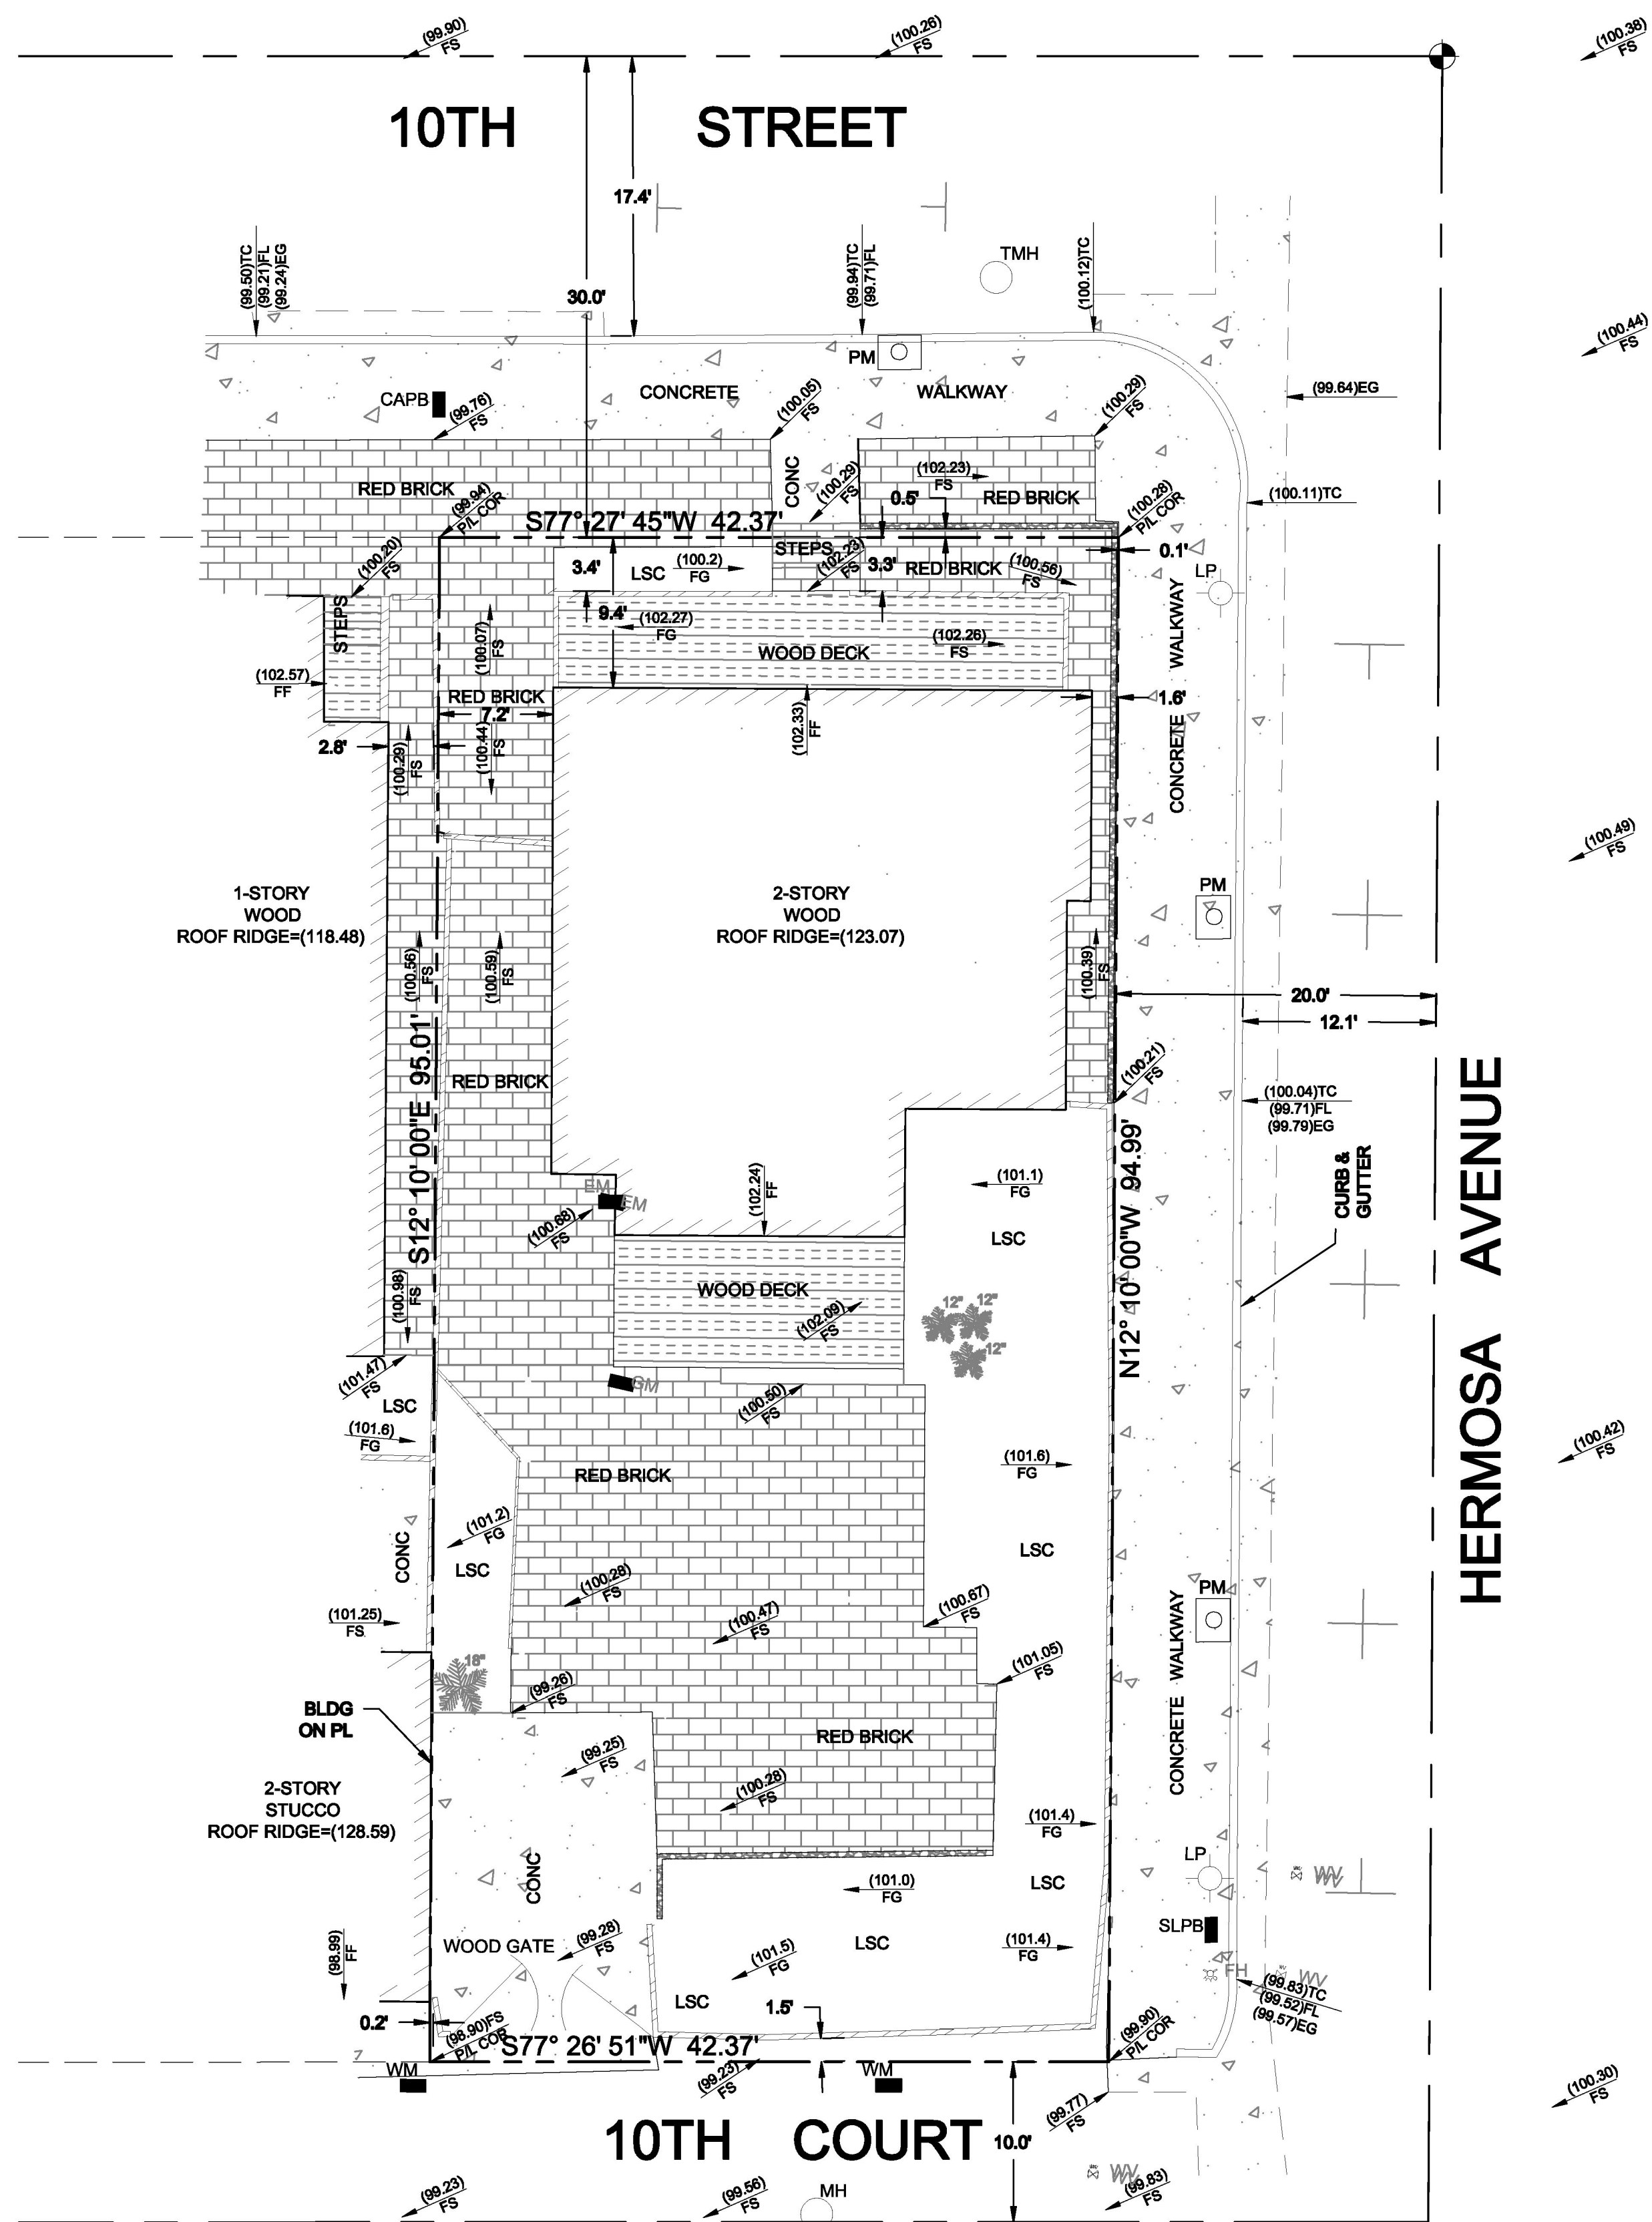 (99.90)
FS
(100.26)
FS
(100.38)
FS
10TH STREET
17.4'
30.0'
(99.50)TC
(99.21)FL
(99.24)EG
(99.94)TC
(99.71)FL
TMH
(100.12)TC
(100.44)
FS
PM
CAPB
(99.76)
FS
CONCRETE WALKWAY
(100.05)
FS
(100.29)
FS
(99.64)EG
RED BRICK
(99.94)
P/L COR
CONC
(100.29)
FS
(102.23)
FS
0.5'
RED BRICK
(100.28)
P/L COR
(100.11)TC
S77° 27' 45"W 42.37'
0.1'
(100.20)
FS
3.4'
LSC
(100.2)
FG
STEPS
(102.23)
FS
3.3'
RED BRICK
(100.56)
FS
LP
STEPS
(100.07)
FS
9.4'
(102.27)
FG
(102.26)
FS
WOOD DECK
CONCRETE WALKWAY
(102.57)
FF
RED BRICK
7.2'
1.6'
(102.33)
FF
2.8'
(100.29)
FS
(100.44)
FS
(100.49)
FS
1-STORY
WOOD
ROOF RIDGE=(118.48)
2-STORY
WOOD
ROOF RIDGE=(123.07)
PM
(100.56)
FS
(100.59)
FS
(100.39)
FS
20.0'
12.1'
S12° 10' 00"E 95.01'
RED BRICK
(100.21)
FS
(100.04)TC
(99.71)FL
(99.79)EG
HERMOSA AVENUE
N12° 10' 00"W 94.99'
CURB &
GUTTER
EM
EM
(100.68)
FS
(102.24)
FF
(101.1)
FG
LSC
(100.98)
FS
WOOD DECK
(102.09)
FS
12"
12"
12"
(101.47)
FS
GM
(100.50)
FS
LSC
(101.6)
FG
RED BRICK
(101.6)
FG
(100.42)
FS
CONC
(101.2)
FG
LSC
LSC
(101.25)
FS
(100.28)
FS
(100.47)
FS
(100.67)
FS
PM
CONCRETE WALKWAY
18"
(99.26)
FS
(101.05)
FS
BLDG
ON PL
RED BRICK
(99.25)
FS
2-STORY
STUCCO
ROOF RIDGE=(128.59)
(100.28)
FS
(101.4)
FG
CONC
(101.0)
FG
LSC
LP
WV
SLPB
(98.99)
FF
WOOD GATE
(99.28)
FS
LSC
(101.4)
FG
(101.5)
FG
FH
WV
(99.83)TC
(99.52)FL
(99.57)EG
LSC
1.5'
0.2'
(98.90)FS
P/L COR
S77° 26' 51"W 42.37'
(99.90)
P/L COR
WM
(99.23)
FS
WM
(99.77)
FS
(100.30)
FS
10TH COURT
10.0'
WV
(99.23)
FS
(99.56)
FS
MH
(99.83)
FS